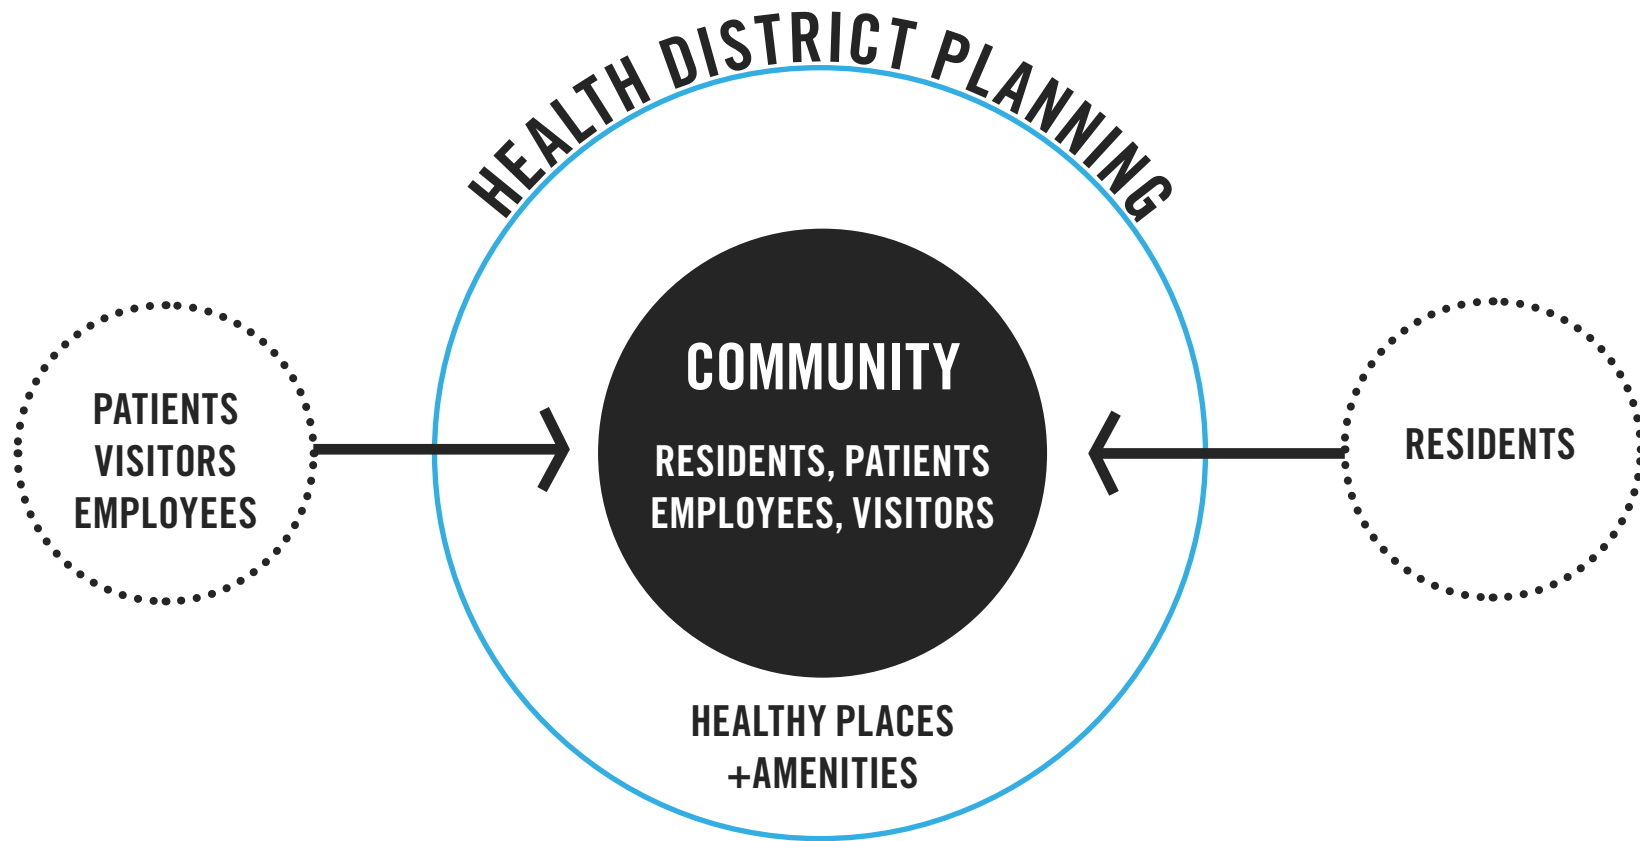 HEALTH DISTRICT PLANNING
PATIENTS
VISITORS
EMPLOYEES
COMMUNITY
RESIDENTS, PATIENTS
EMPLOYEES, VISITORS
RESIDENTS
HEALTHY PLACES
+AMENITIES